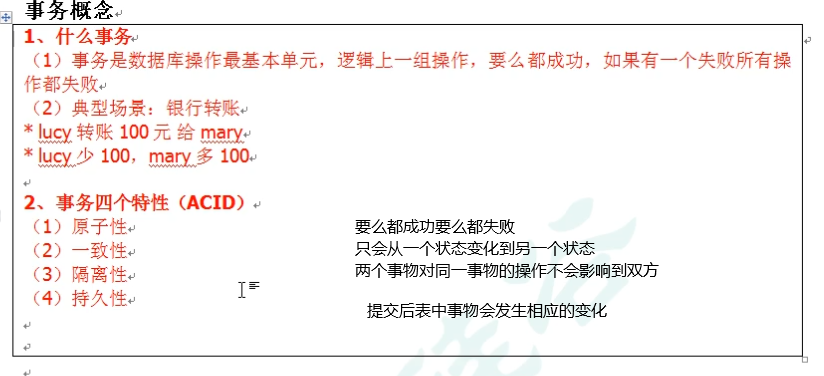 事务概念
1、什么事务
（1）事务是数据库操作最基本单元，逻辑上一组操作，要么都成功，如果有一个失败所有操
作都失败
（2）典型场景：银行转账
* lucy 转账 100 元 给 mary
* lucy 少 100，mary 多 100
2、事务四个特性（ACID）
（1）原子性 要么都成功要么都失败
（2）一致性 只会从一个状态变化到另一个状态
（3）隔离性 两个事物对同一事物的操作不会影响到双方
（4）持久性 提交后表中事物会发生相应的变化